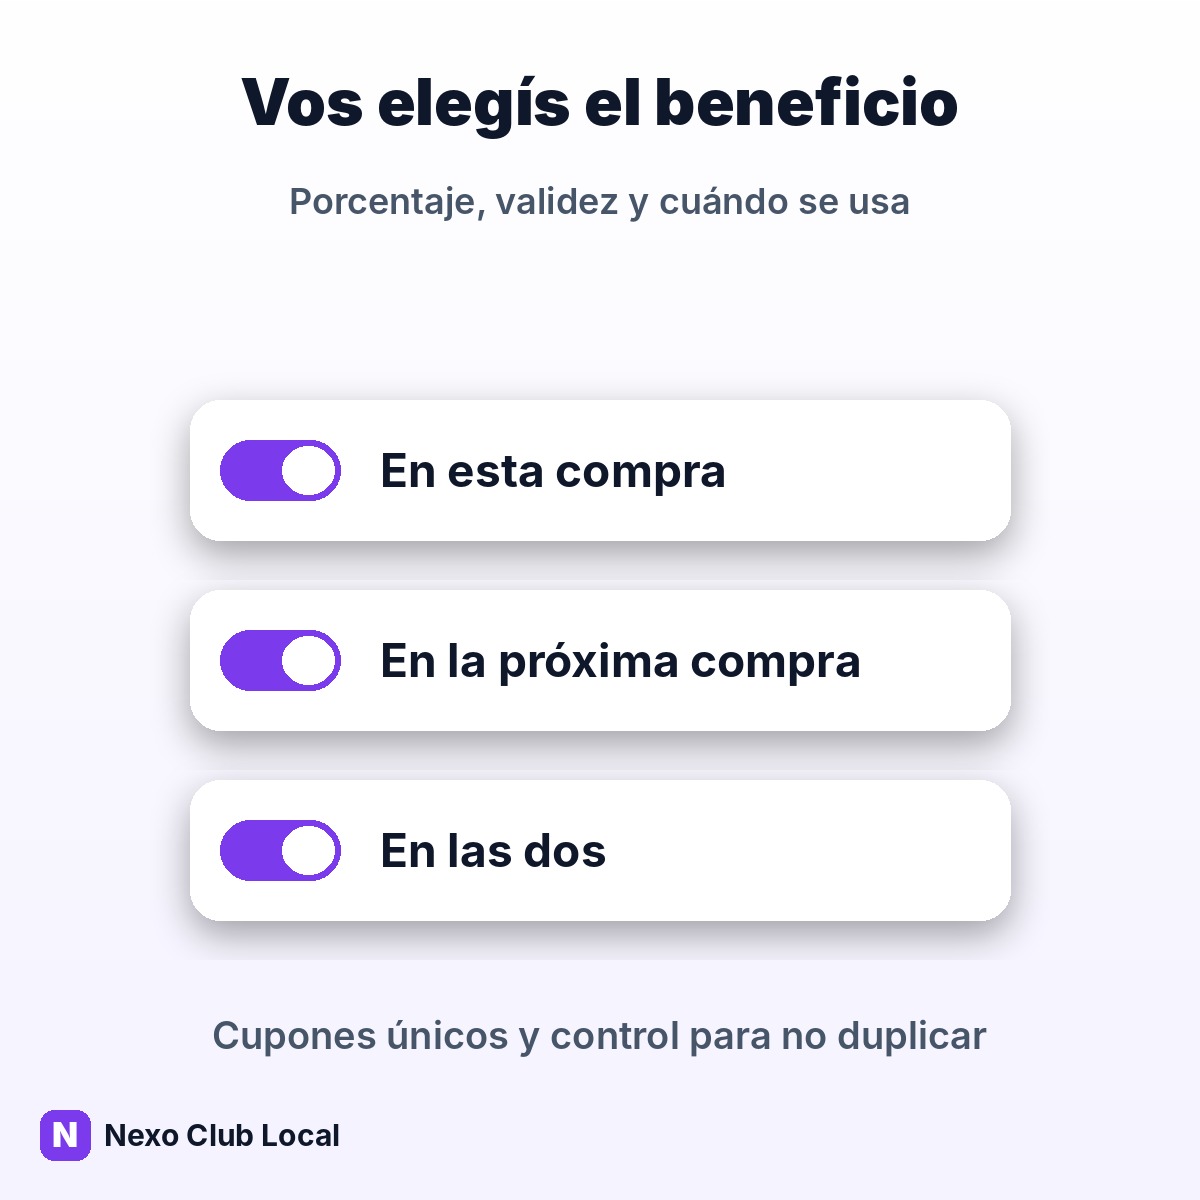 Vos elegís el beneficio
Porcentaje, validez y cuándo se usa
En esta compra
En la próxima compra
En las dos
Cupones únicos y control para no duplicar
N Nexo Club Local